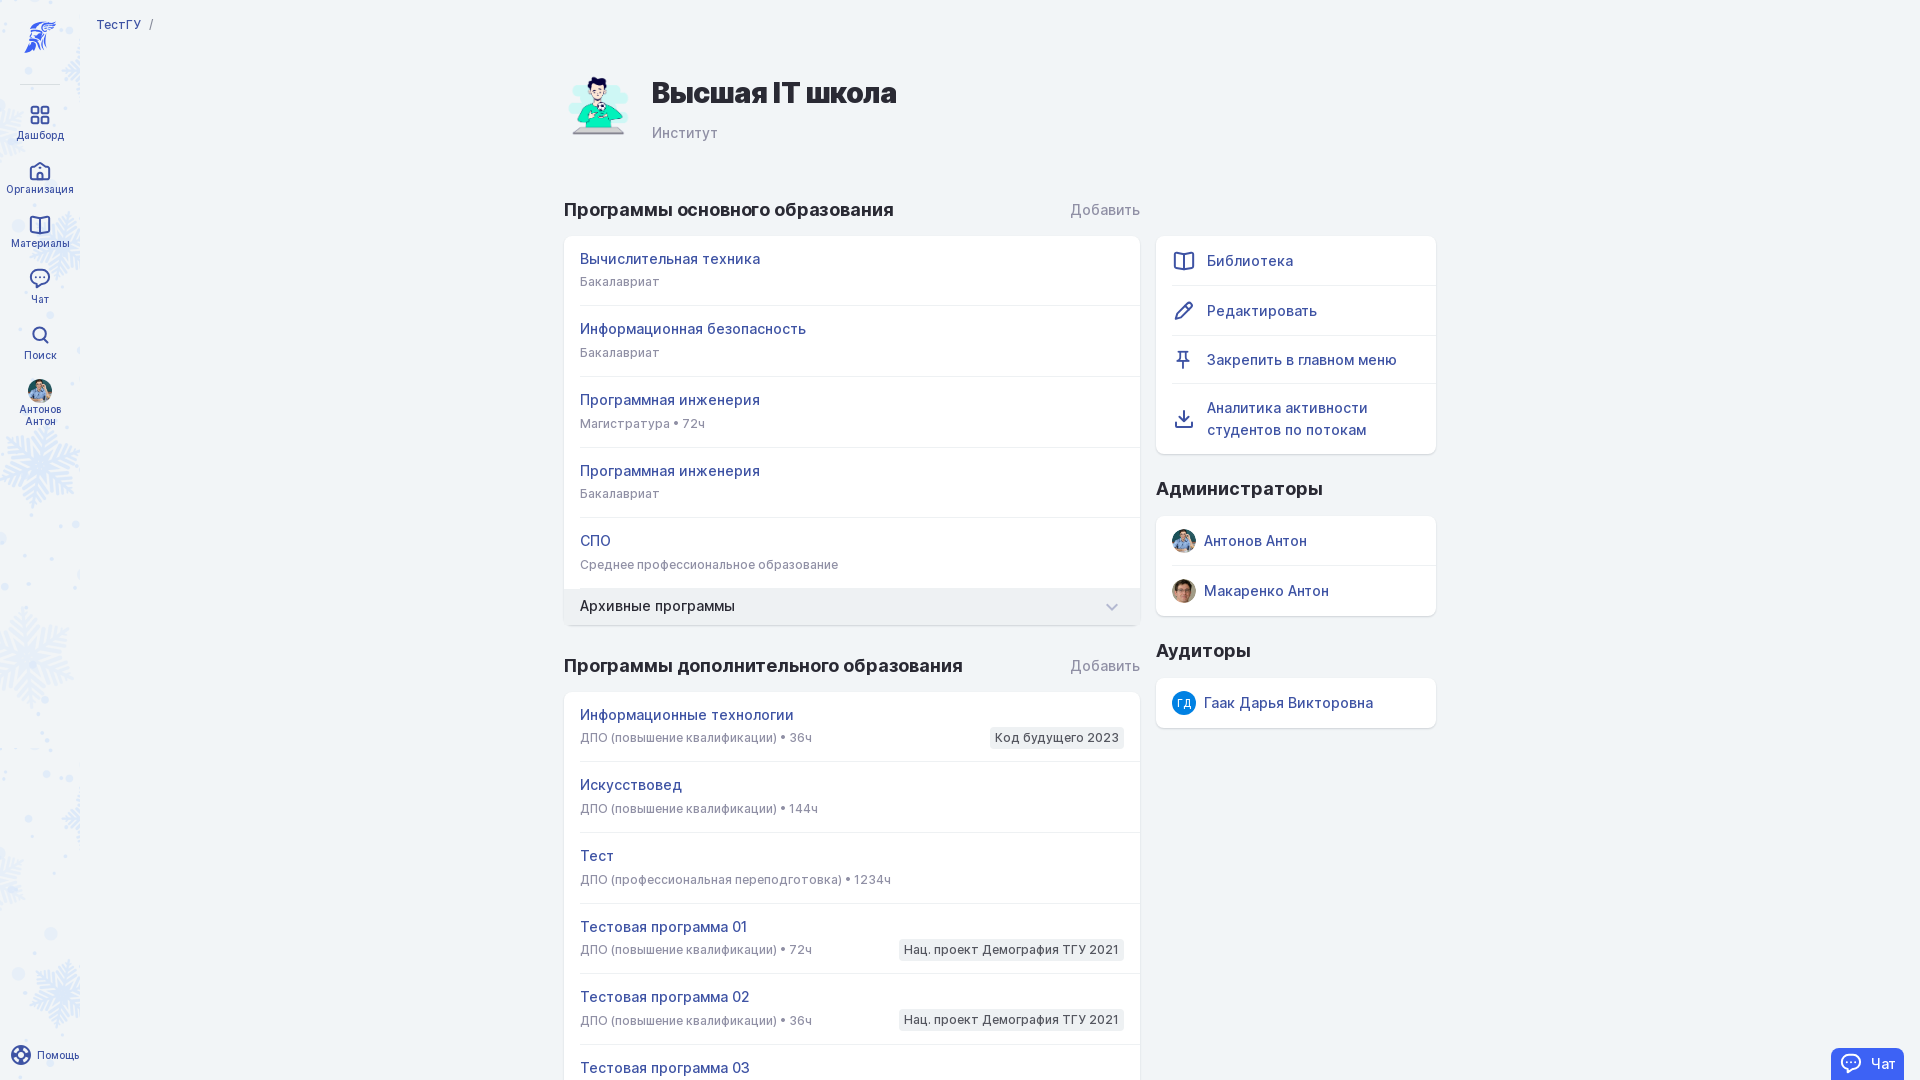 ТестГУ /
Дашборд
Организация
Материалы
Чат
Поиск
Антонов
Антон
Помощь
Высшая IT школа
Институт
Программы основного образования
Добавить
Вычислительная техника
Бакалавриат
Информационная безопасность
Бакалавриат
Программная инженерия
Магистратура • 72ч
Программная инженерия
Бакалавриат
СПО
Среднее профессиональное образование
Архивные программы
Программы дополнительного образования
Добавить
Информационные технологии
ДПО (повышение квалификации) • 36ч
Код будущего 2023
Искусствовед
ДПО (повышение квалификации) • 144ч
Тест
ДПО (профессиональная переподготовка) • 1234ч
Тестовая программа 01
ДПО (повышение квалификации) • 72ч
Нац. проект Демография ТГУ 2021
Тестовая программа 02
ДПО (повышение квалификации) • 36ч
Нац. проект Демография ТГУ 2021
Тестовая программа 03
Библиотека
Редактировать
Закрепить в главном меню
Аналитика активности
студентов по потокам
Администраторы
Антонов Антон
Макаренко Антон
Аудиторы
ГД
Гаак Дарья Викторовна
Чат